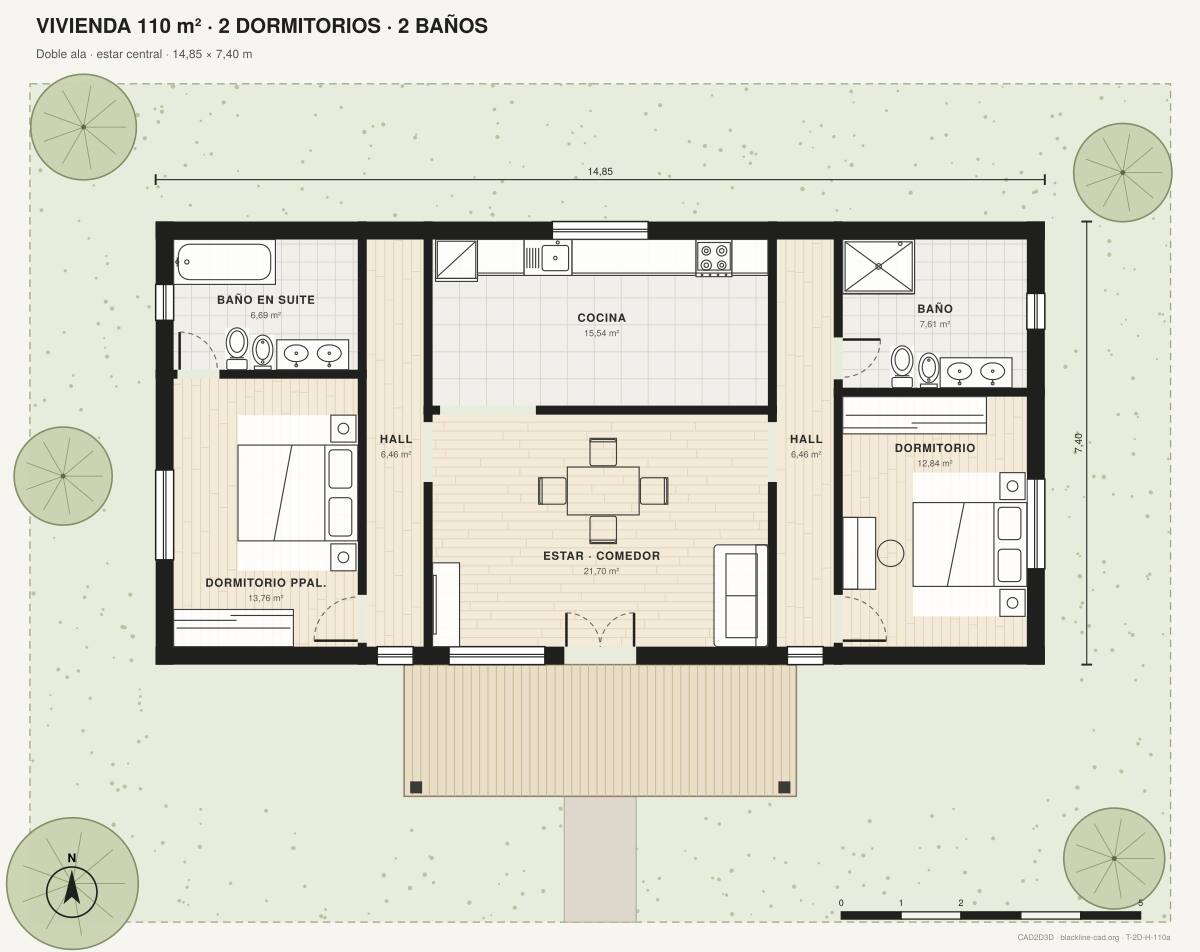 VIVIENDA 110 m² · 2 DORMITORIOS · 2 BAÑOS
Doble ala · estar central · 14,85 × 7,40 m
14,85
BAÑO EN SUITE
6,69 m²
COCINA
15,54 m²
BAÑO
7,61 m²
HALL
6,46 m²
HALL
6,46 m²
DORMITORIO
12,84 m²
7,40
ESTAR · COMEDOR
21,70 m²
DORMITORIO PPAL.
13,76 m²
N
0 1 2 5
CAD2D3D · blackline-cad.org · T-2D-H-110a